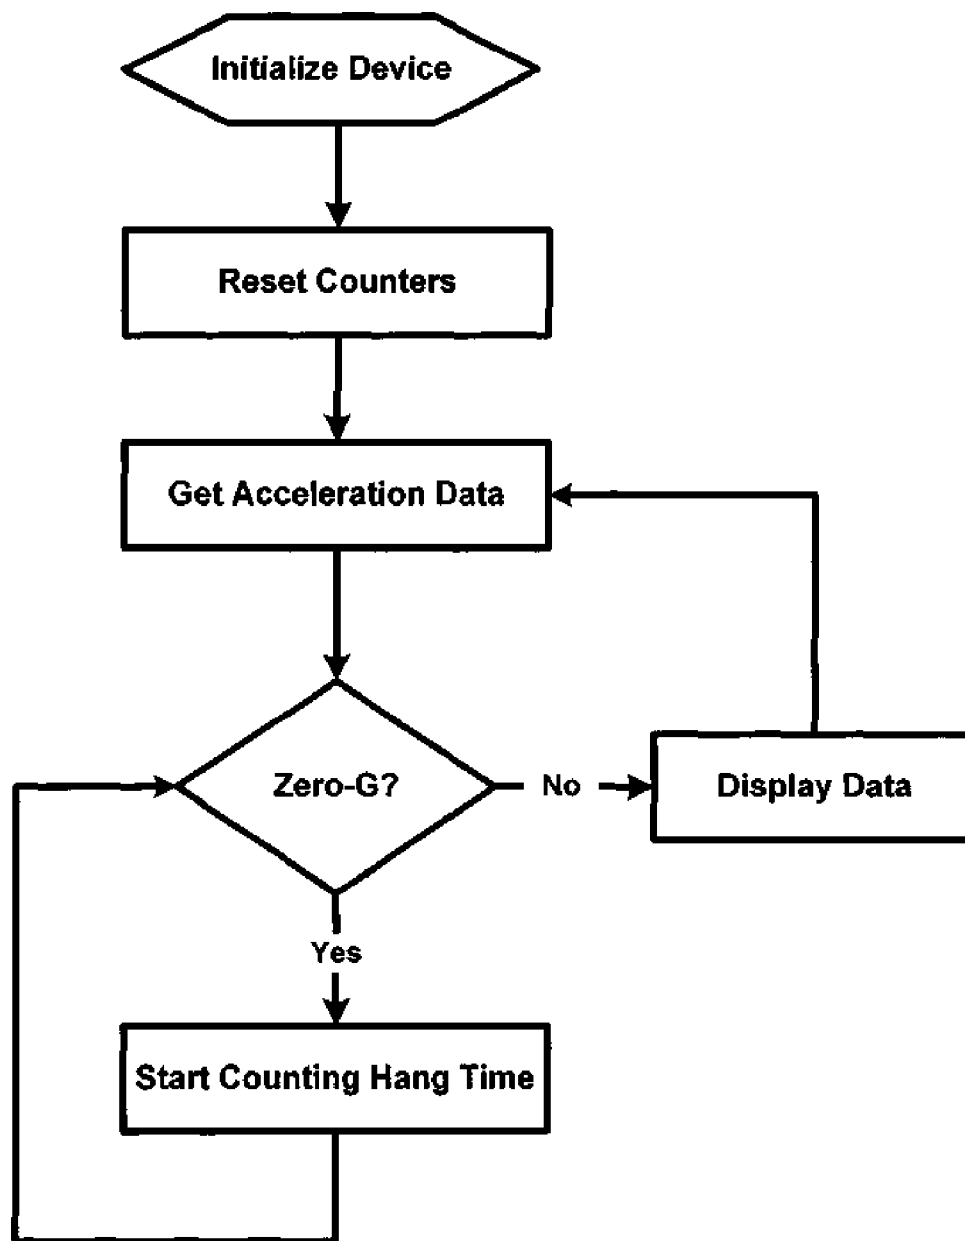 Initialize Device
Reset Counters
Get Acceleration Data
Zero-G?
No
Display Data
Yes
Start Counting Hang Time